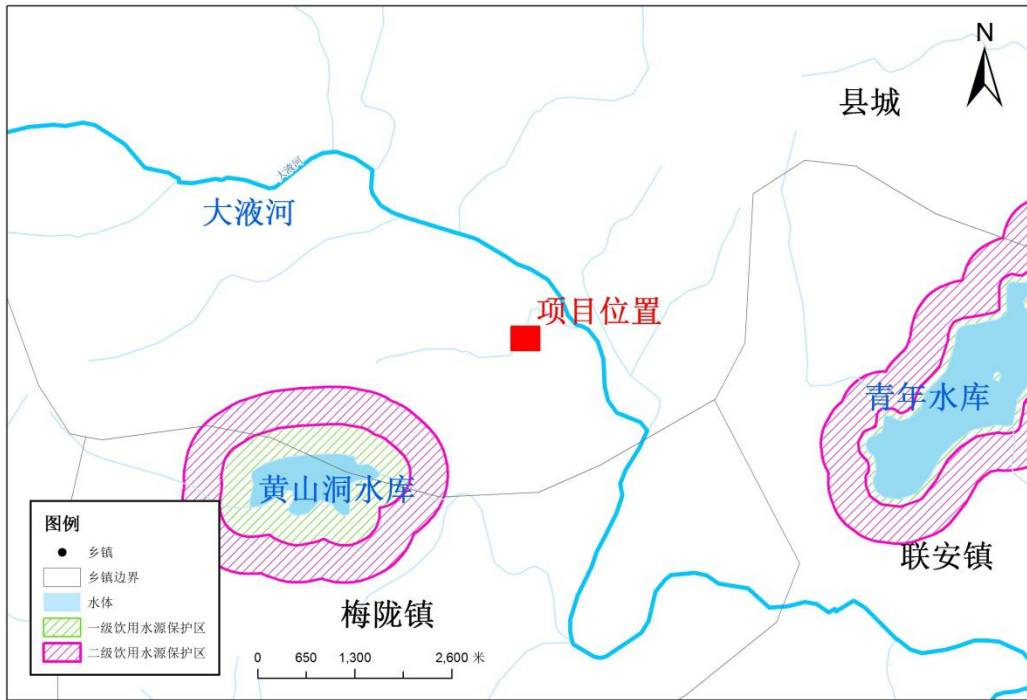 N
县城
大液河
大液河
项目位置
青年水库
黄山洞水库
联安镇
梅陇镇
图例
乡镇
乡镇边界
水体
一级饮用水源保护区
二级饮用水源保护区
0 650 1,300 2,600 米